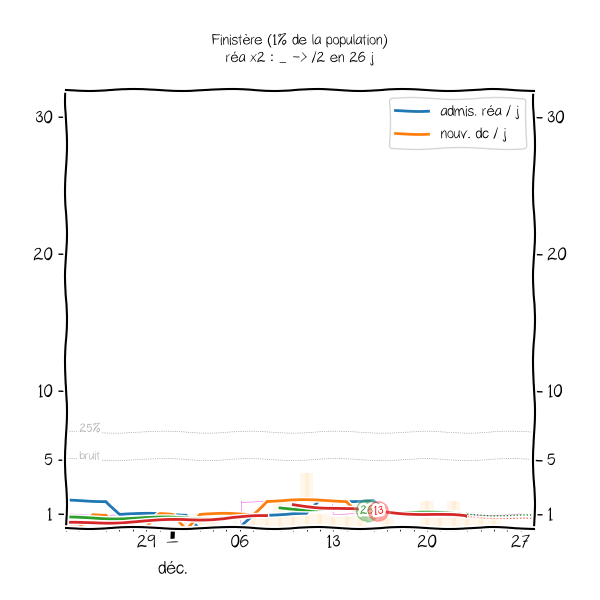 Finistère (1% de la population)
réa x2 : _ -> /2 en 26 j
admis. réa / j
nouv. dc / j
30 30
20 20
10 10
25%
5 bruit 5
1 26 13 1
29 06 13 20 27
déc.